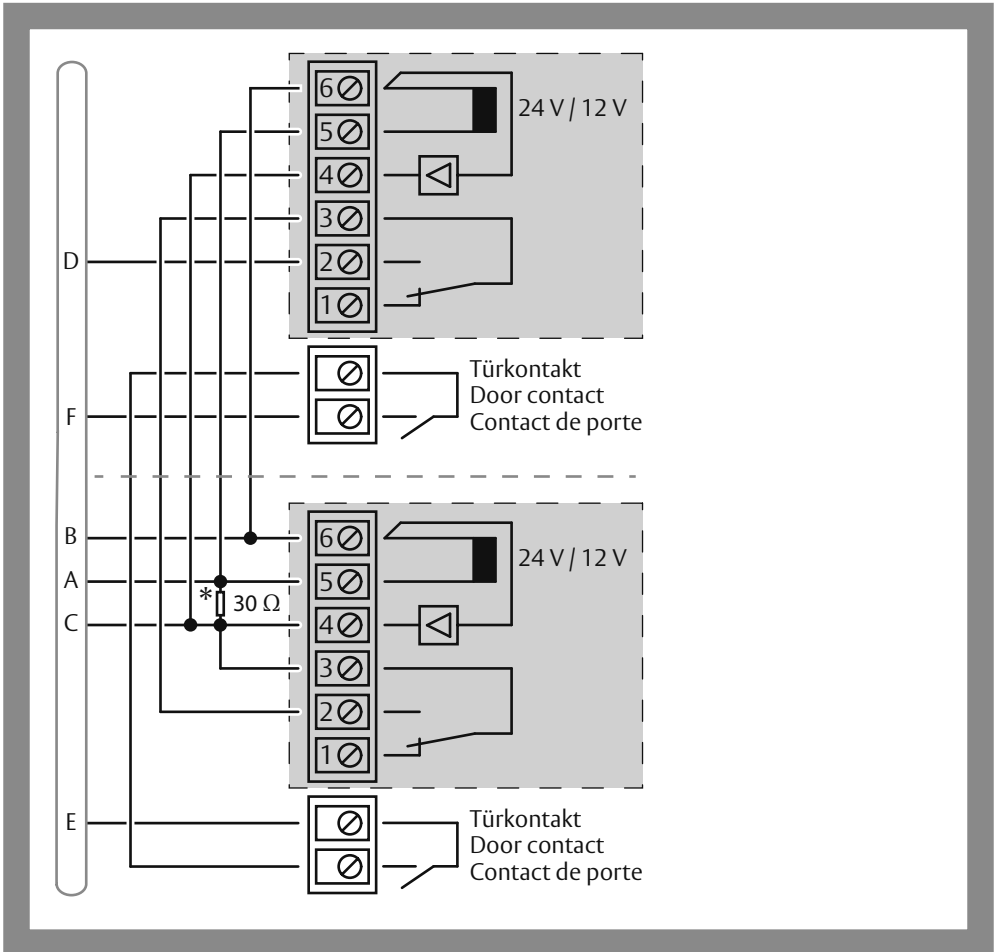 6
24 V / 12 V
5
4
3
D
2
1
Türkontakt
Door contact
F
Contact de porte
B
6
24 V / 12 V
A
5
* 30 Ω
C
4
3
2
1
E
Türkontakt
Door contact
Contact de porte